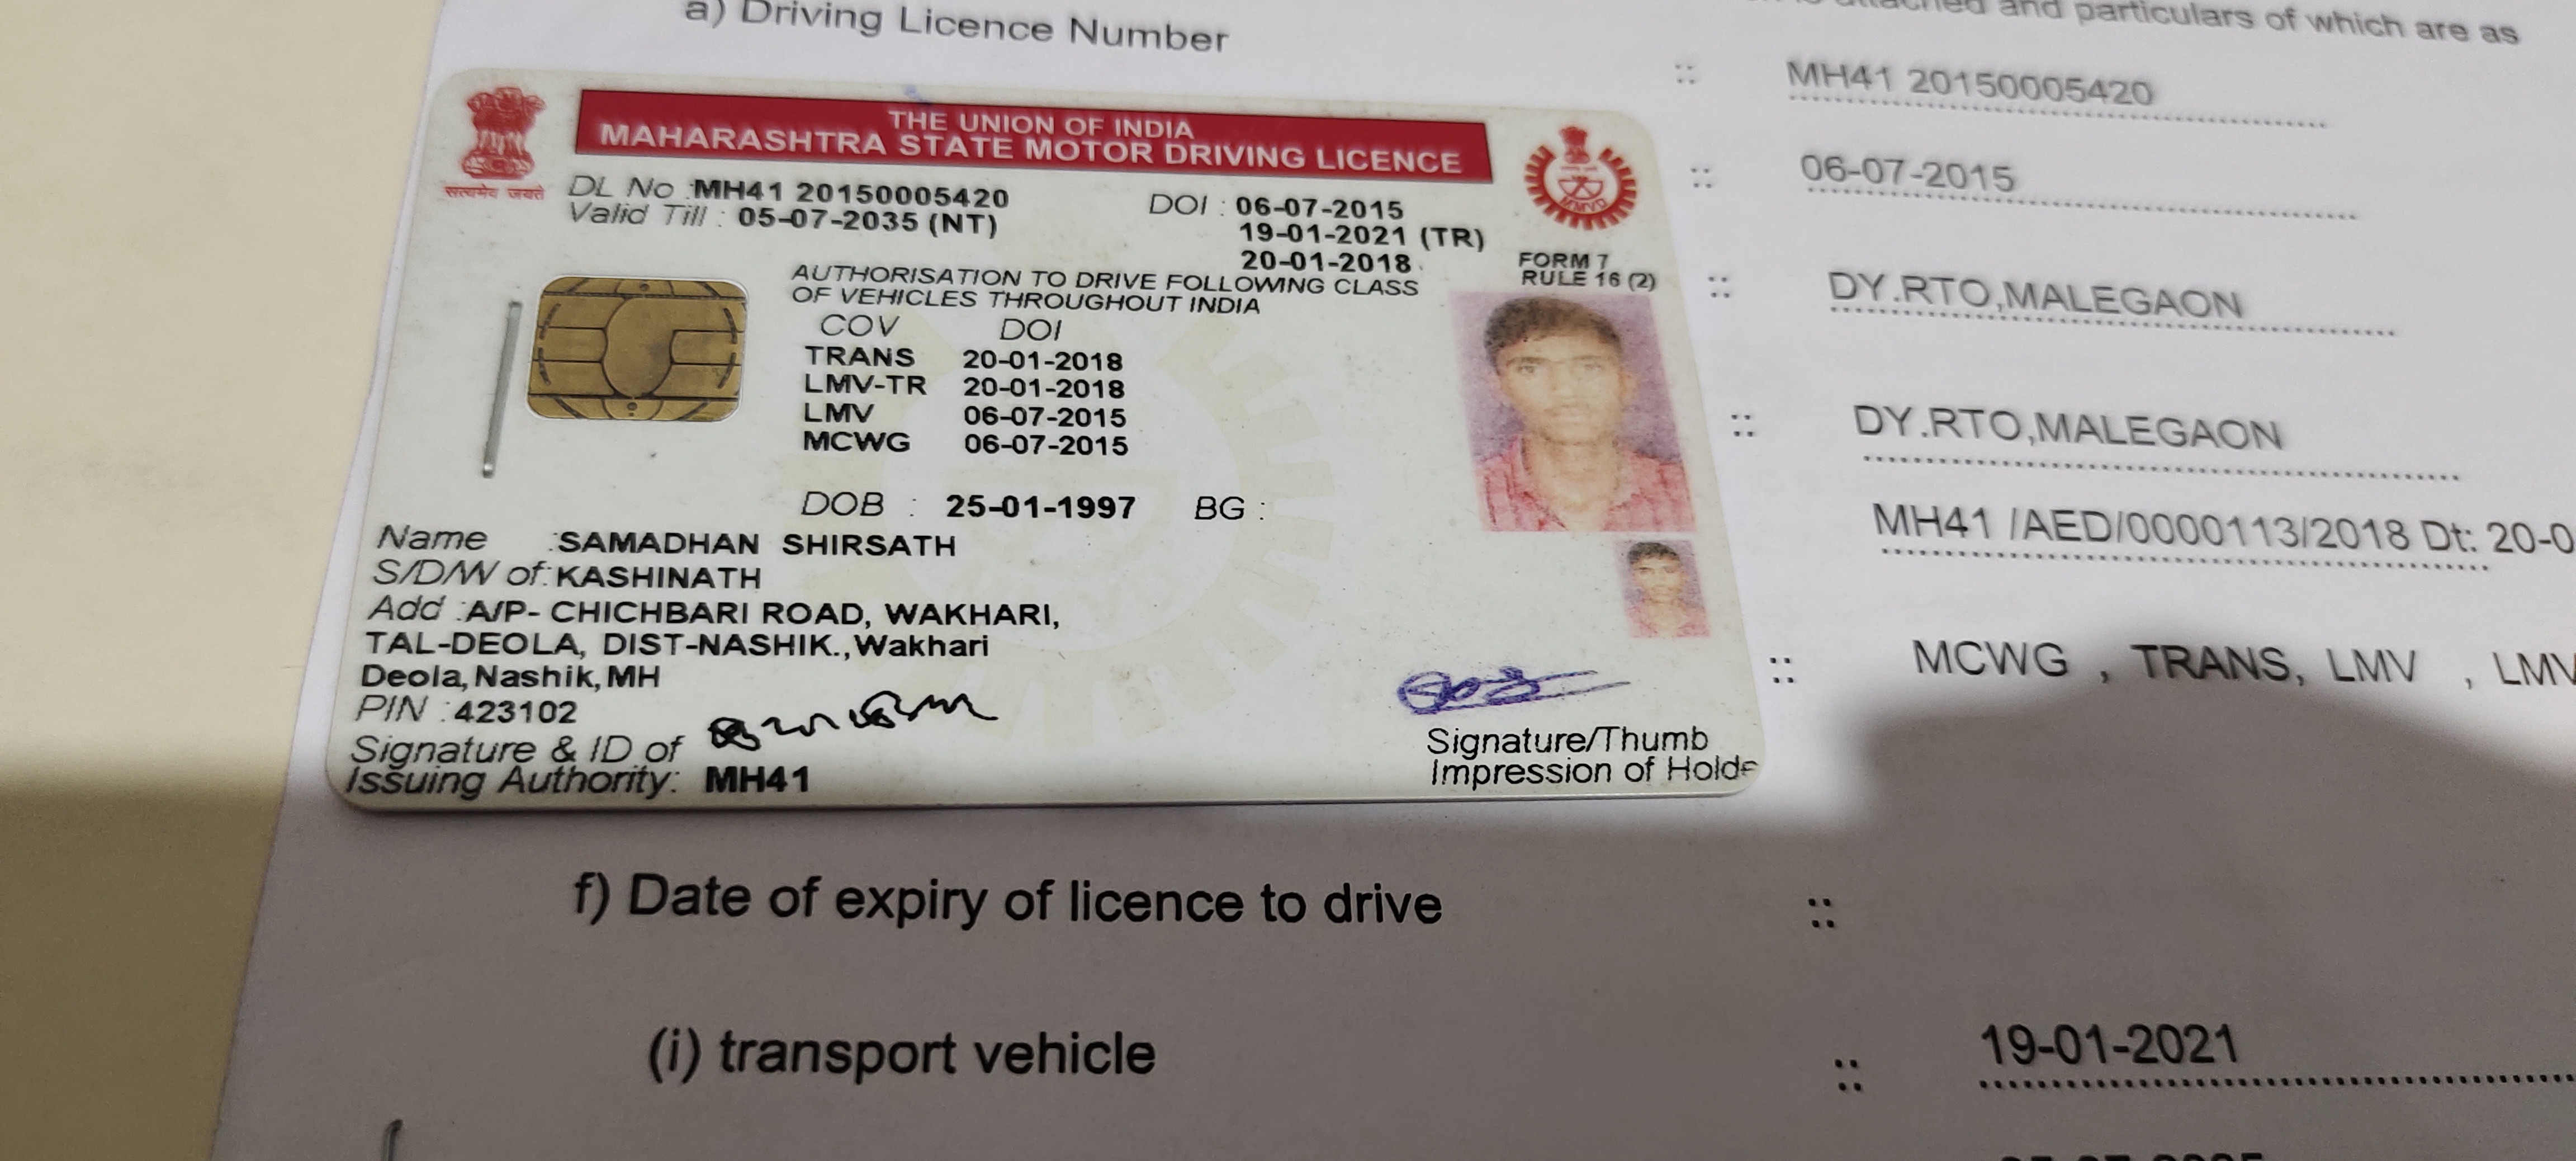 a) Driving Licence Number
attached and particulars of which are as
:: MH41 20150005420
:: 06-07-2015
:: DY.RTO,MALEGAON
:: DY.RTO,MALEGAON
MH41 /AED/0000113/2018 Dt: 20-0
:: MCWG , TRANS, LMV , LMV
THE UNION OF INDIA
MAHARASHTRA STATE MOTOR DRIVING LICENCE
सत्यमेव जयते
MMVD
DL No :MH41 20150005420 DOI : 06-07-2015
Valid Till : 05-07-2035 (NT) 19-01-2021 (TR)
20-01-2018
FORM 7
RULE 16 (2)
AUTHORISATION TO DRIVE FOLLOWING CLASS
OF VEHICLES THROUGHOUT INDIA
COV DOI
TRANS 20-01-2018
LMV-TR 20-01-2018
LMV 06-07-2015
MCWG 06-07-2015
DOB : 25-01-1997 BG :
Name :SAMADHAN SHIRSATH
S/D/W of:KASHINATH
Add :A/P- CHICHBARI ROAD, WAKHARI,
TAL-DEOLA, DIST-NASHIK.,Wakhari
Deola,Nashik,MH
PIN :423102
Signature & ID of
Issuing Authority: MH41
Signature/Thumb
Impression of Holde
f) Date of expiry of licence to drive ::
(i) transport vehicle :: 19-01-2021